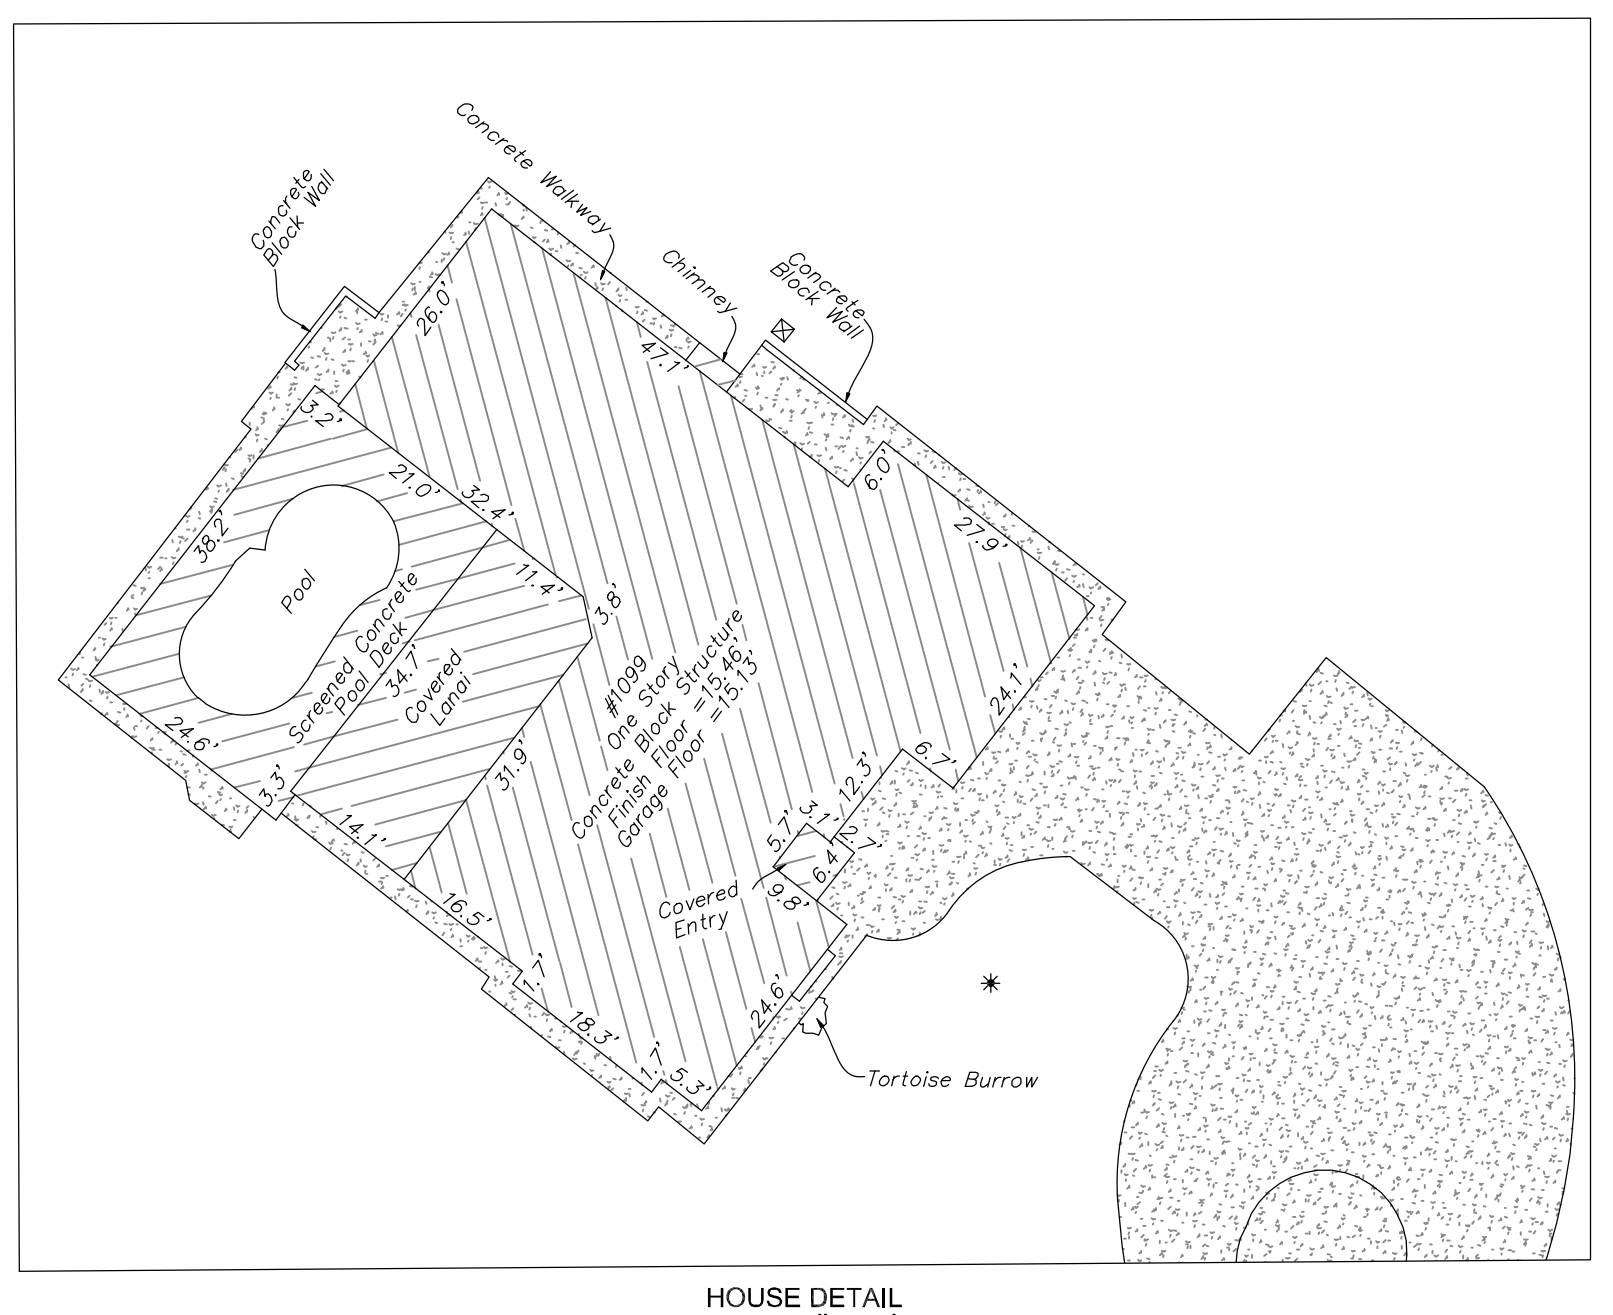 Concrete Walkway
Concrete
Block Wall
Chimney
Concrete
Block Wall
26.0'
47.1'
3.2'
21.0'
32.4'
6.0'
27.9'
38.2'
11.4'
3.8'
Pool
Screened Concrete
Pool Deck
34.7'
Covered
Lanai
#1099
One Story
Concrete Block Structure
Finish Floor =15.46'
Garage Floor =15.13'
24.1'
24.6'
3.3'
31.9'
6.7'
12.3'
3.1'
5.7'
2.7'
6.4'
14.1'
9.8'
Covered
Entry
16.5'
1.7'
24.6'
18.3'
1.7'
5.3'
Tortoise Burrow
HOUSE DETAIL